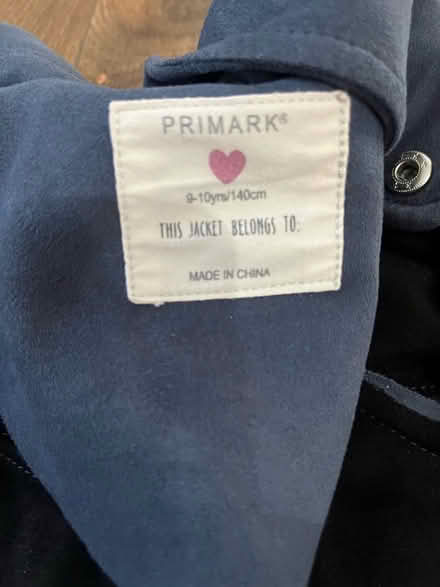 PRIMARK®
9-10yrs/140cm
THIS JACKET BELONGS TO:
MADE IN CHINA